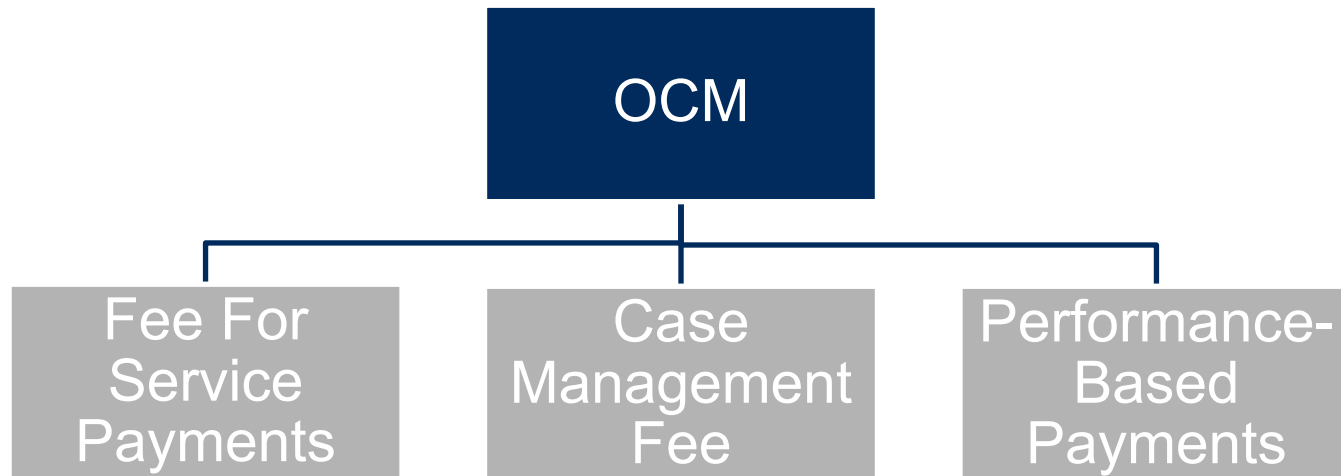 OCM
Fee For
Service
Payments
Case
Management
Fee
Performance-
Based
Payments